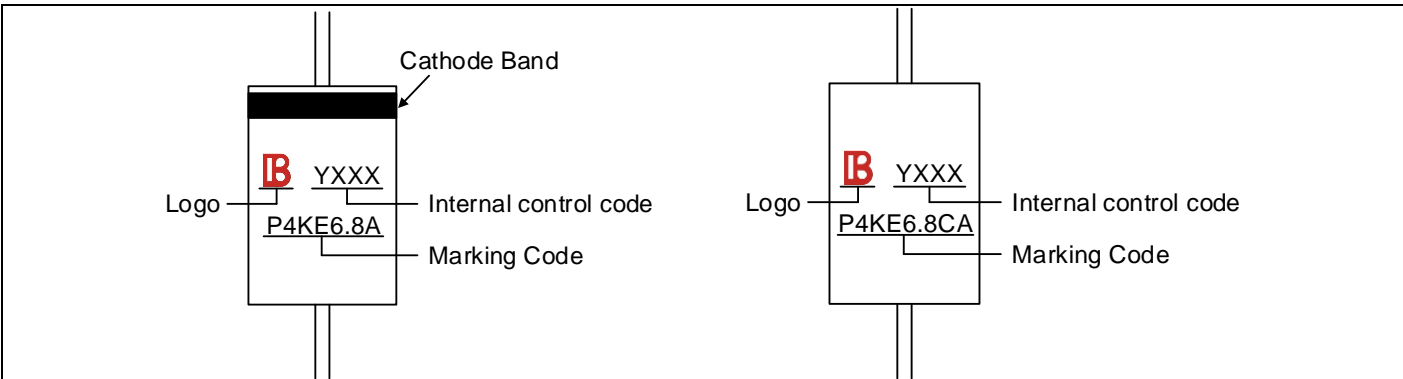 Cathode Band
B YXXX
Logo
Internal control code
P4KE6.8A
Marking Code
B YXXX
Logo
Internal control code
P4KE6.8CA
Marking Code